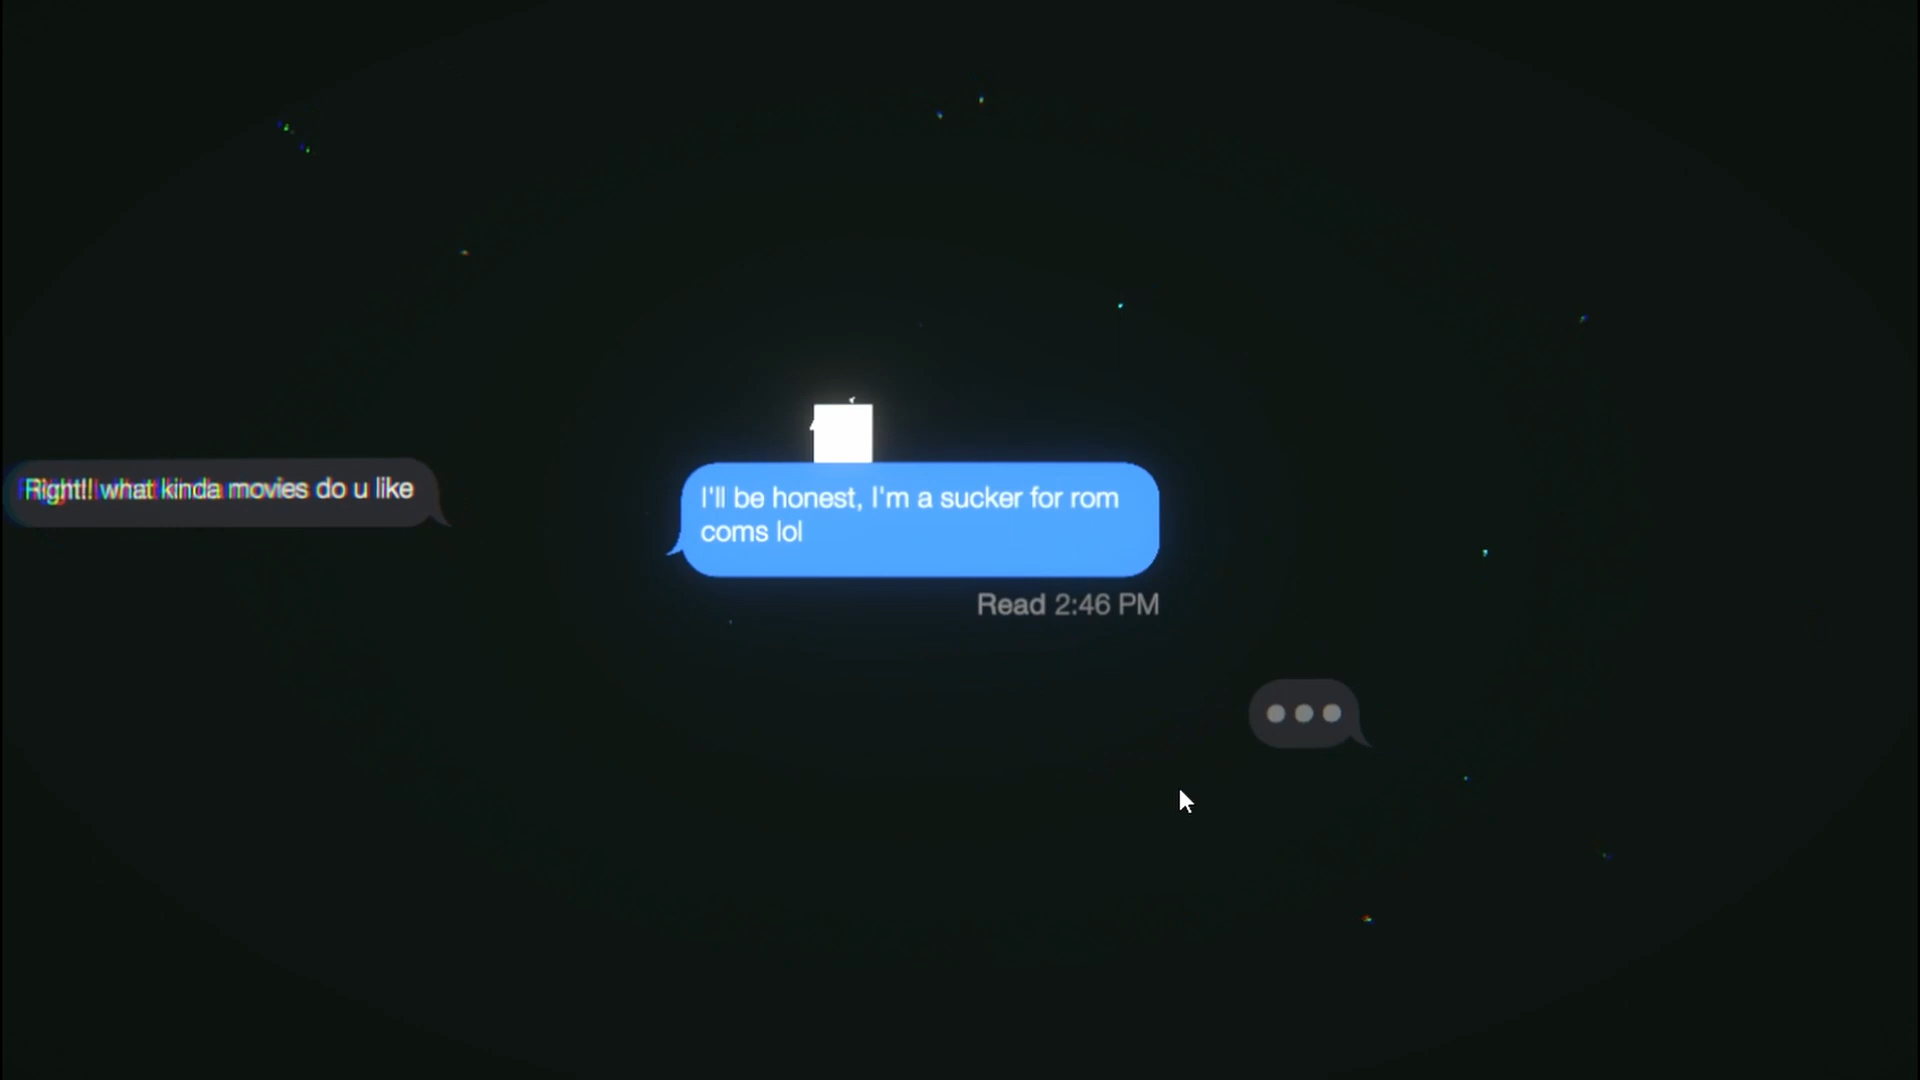 Right!! what kinda movies do u like
I'll be honest, I'm a sucker for rom
coms lol
Read 2:46 PM